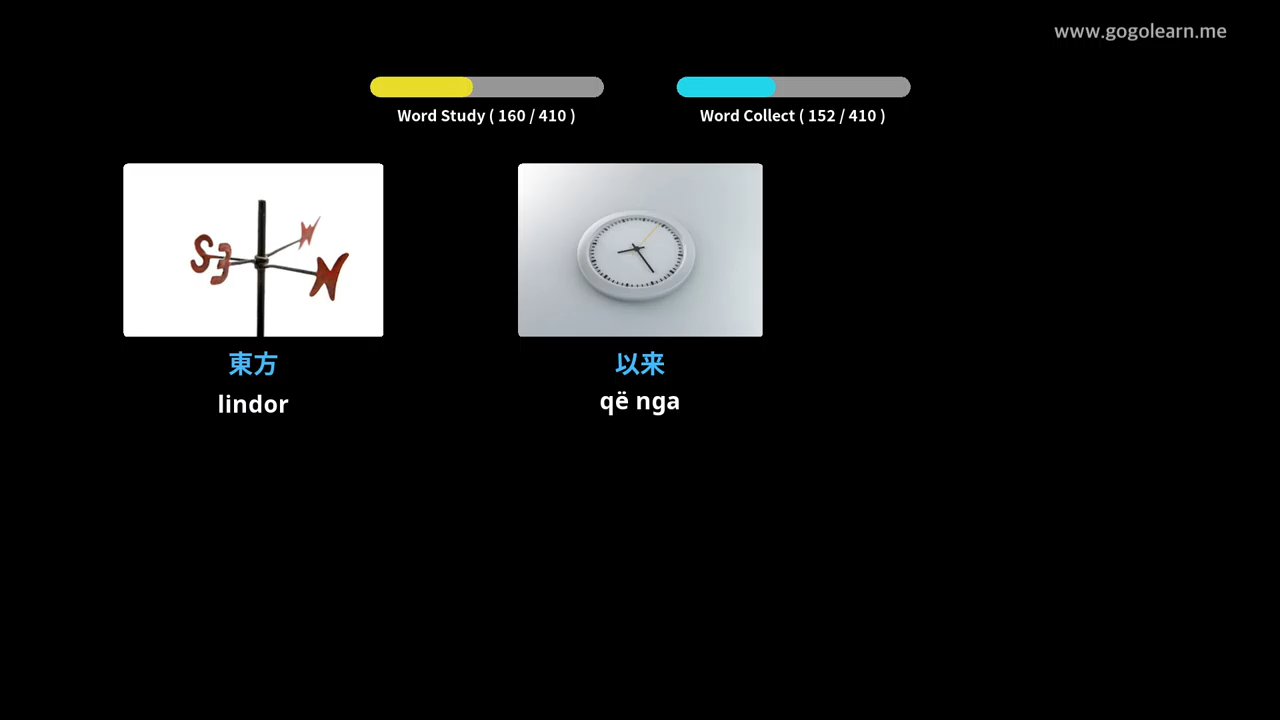 www.gogolearn.me
Word Study ( 160 / 410 )
Word Collect ( 152 / 410 )
S E N
東方
以来
lindor
që nga